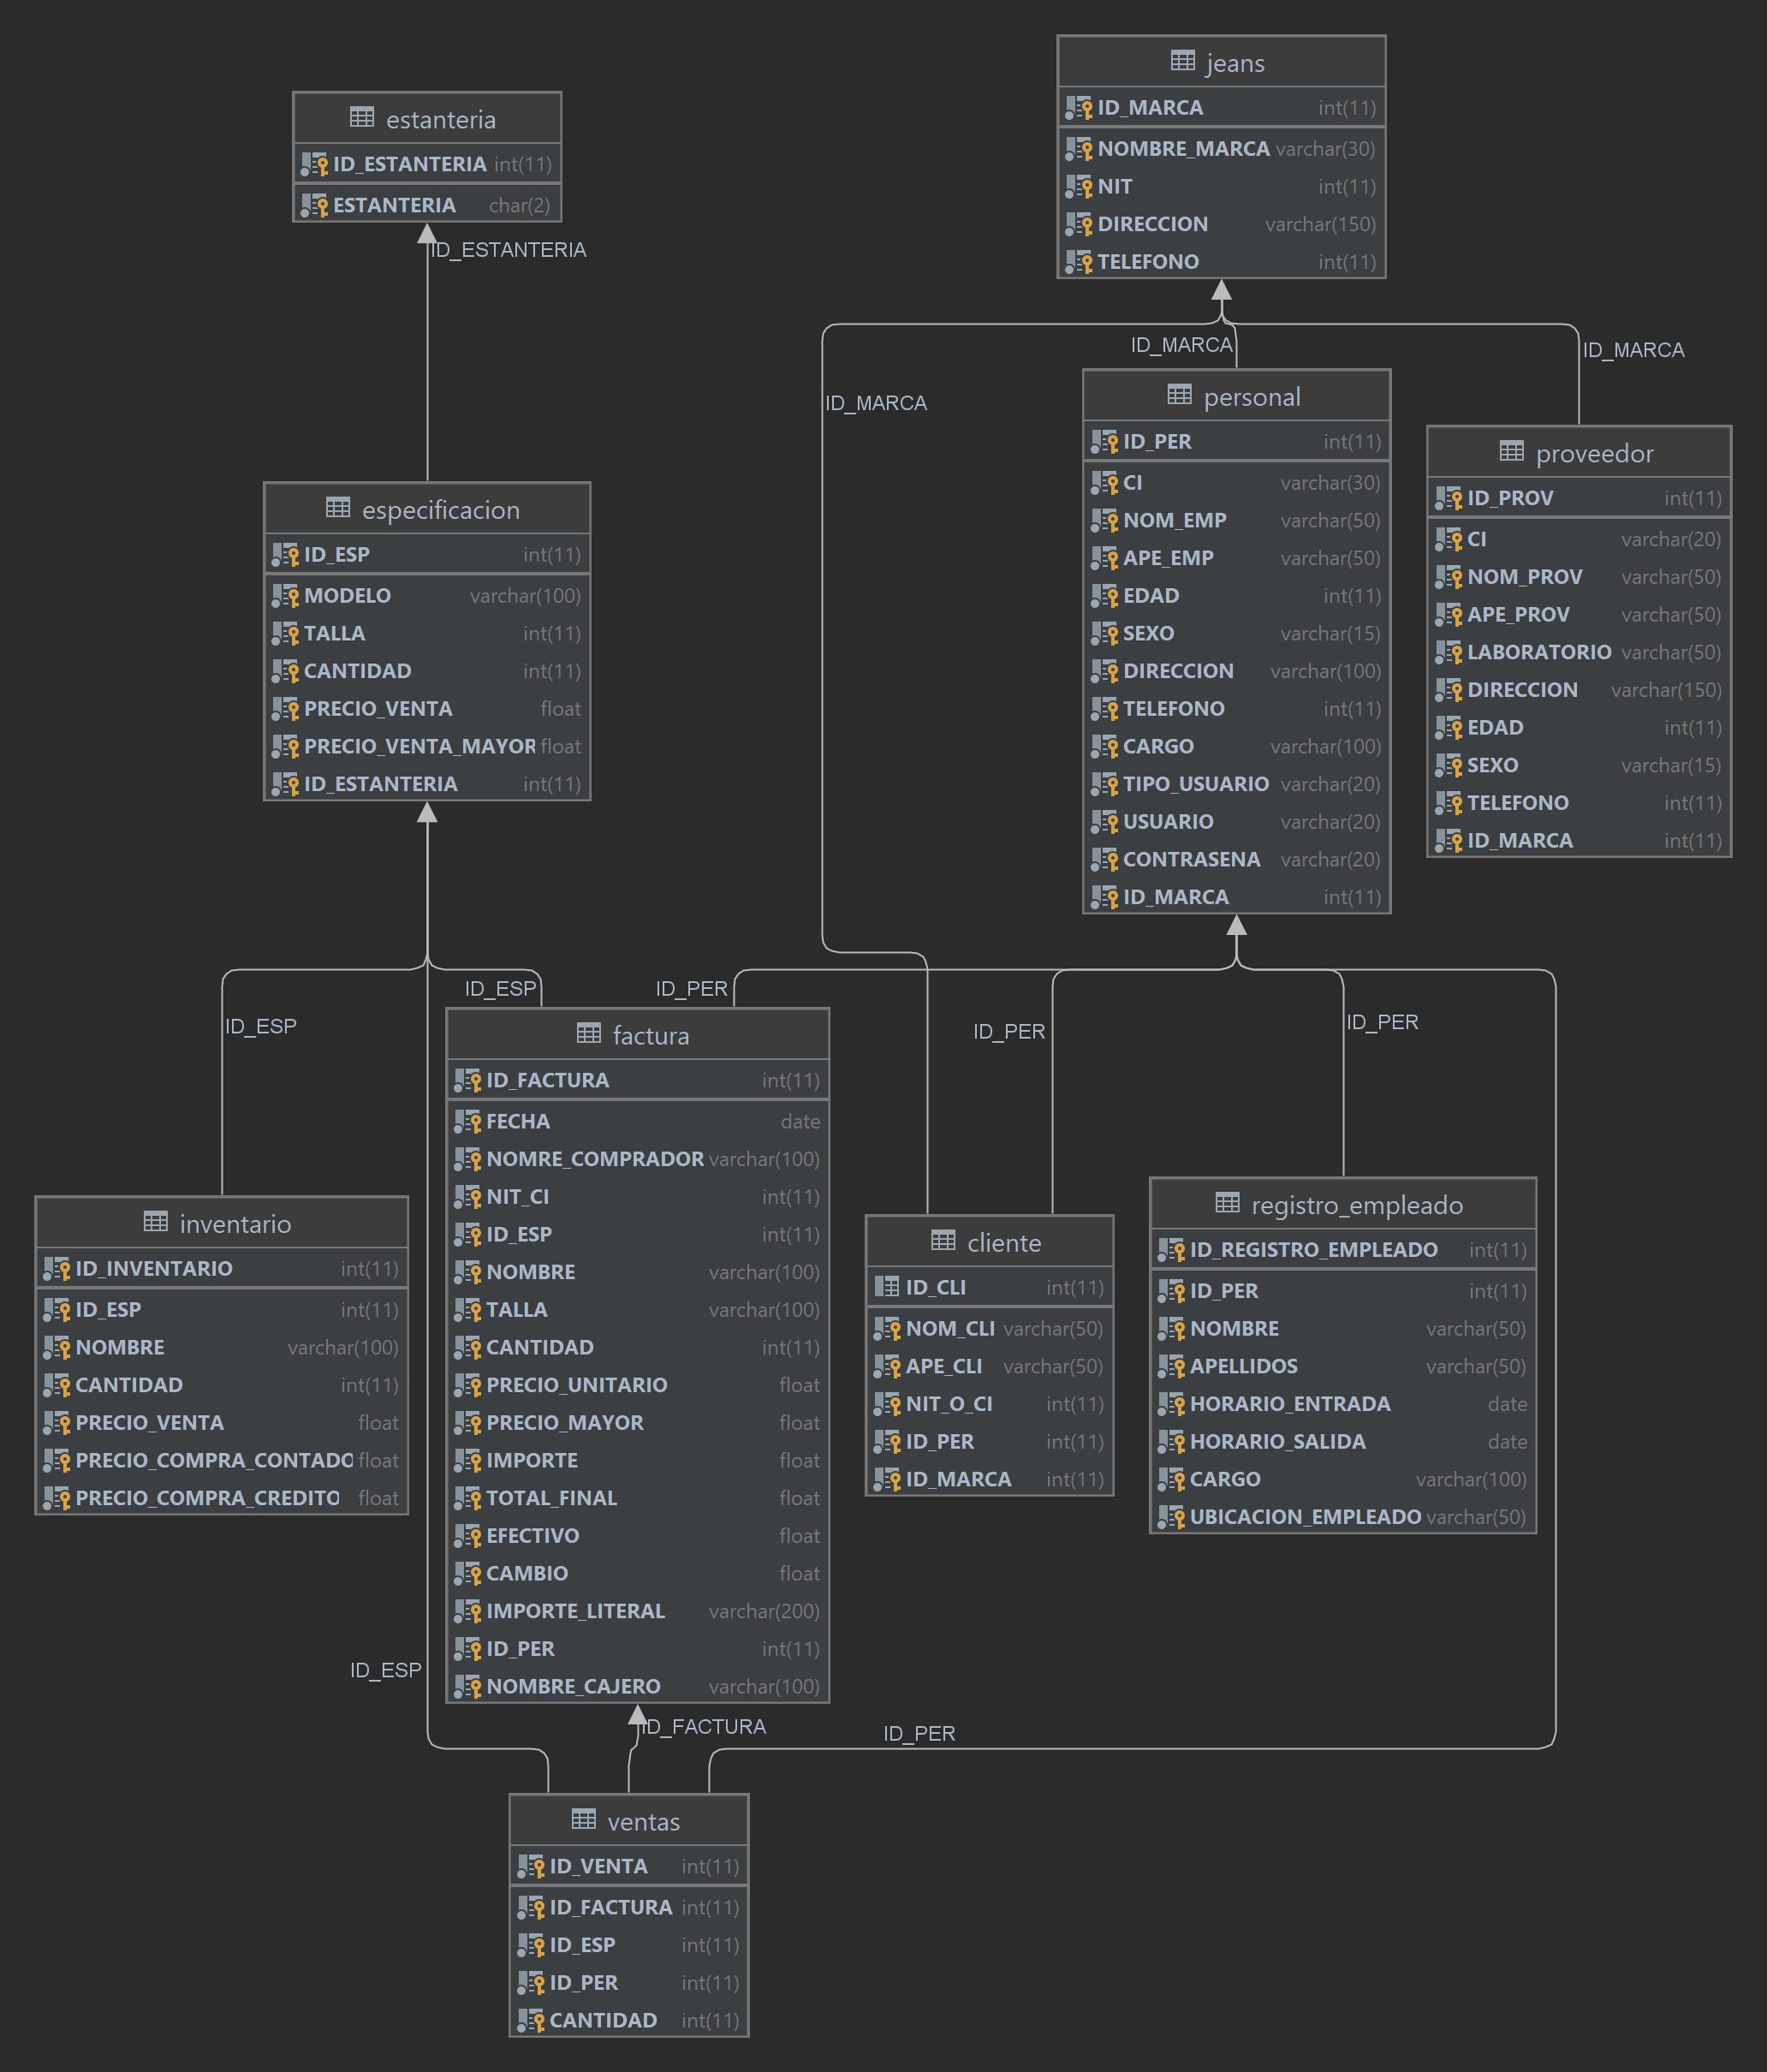 jeans
ID_MARCA int(11)
NOMBRE_MARCA varchar(30)
NIT int(11)
DIRECCION varchar(150)
TELEFONO int(11)
estanteria
ID_ESTANTERIA int(11)
ESTANTERIA char(2)
ID_ESTANTERIA
ID_MARCA
ID_MARCA
ID_MARCA
personal
ID_PER int(11)
CI varchar(30)
NOM_EMP varchar(50)
APE_EMP varchar(50)
EDAD int(11)
SEXO varchar(15)
DIRECCION varchar(100)
TELEFONO int(11)
CARGO varchar(100)
TIPO_USUARIO varchar(20)
USUARIO varchar(20)
CONTRASENA varchar(20)
ID_MARCA int(11)
proveedor
ID_PROV int(11)
CI varchar(20)
NOM_PROV varchar(50)
APE_PROV varchar(50)
LABORATORIO varchar(50)
DIRECCION varchar(150)
EDAD int(11)
SEXO varchar(15)
TELEFONO int(11)
ID_MARCA int(11)
especificacion
ID_ESP int(11)
MODELO varchar(100)
TALLA int(11)
CANTIDAD int(11)
PRECIO_VENTA float
PRECIO_VENTA_MAYOR float
ID_ESTANTERIA int(11)
ID_ESP
ID_PER
ID_ESP
ID_PER
ID_PER
factura
ID_FACTURA int(11)
FECHA date
NOMRE_COMPRADOR varchar(100)
NIT_CI int(11)
ID_ESP int(11)
NOMBRE varchar(100)
TALLA varchar(100)
CANTIDAD int(11)
PRECIO_UNITARIO float
PRECIO_MAYOR float
IMPORTE float
TOTAL_FINAL float
EFECTIVO float
CAMBIO float
IMPORTE_LITERAL varchar(200)
ID_PER int(11)
NOMBRE_CAJERO varchar(100)
inventario
ID_INVENTARIO int(11)
ID_ESP int(11)
NOMBRE varchar(100)
CANTIDAD int(11)
PRECIO_VENTA float
PRECIO_COMPRA_CONTADO float
PRECIO_COMPRA_CREDITO float
cliente
ID_CLI int(11)
NOM_CLI varchar(50)
APE_CLI varchar(50)
NIT_O_CI int(11)
ID_PER int(11)
ID_MARCA int(11)
registro_empleado
ID_REGISTRO_EMPLEADO int(11)
ID_PER int(11)
NOMBRE varchar(50)
APELLIDOS varchar(50)
HORARIO_ENTRADA date
HORARIO_SALIDA date
CARGO varchar(100)
UBICACION_EMPLEADO varchar(50)
ID_ESP
ID_FACTURA
ID_PER
ventas
ID_VENTA int(11)
ID_FACTURA int(11)
ID_ESP int(11)
ID_PER int(11)
CANTIDAD int(11)